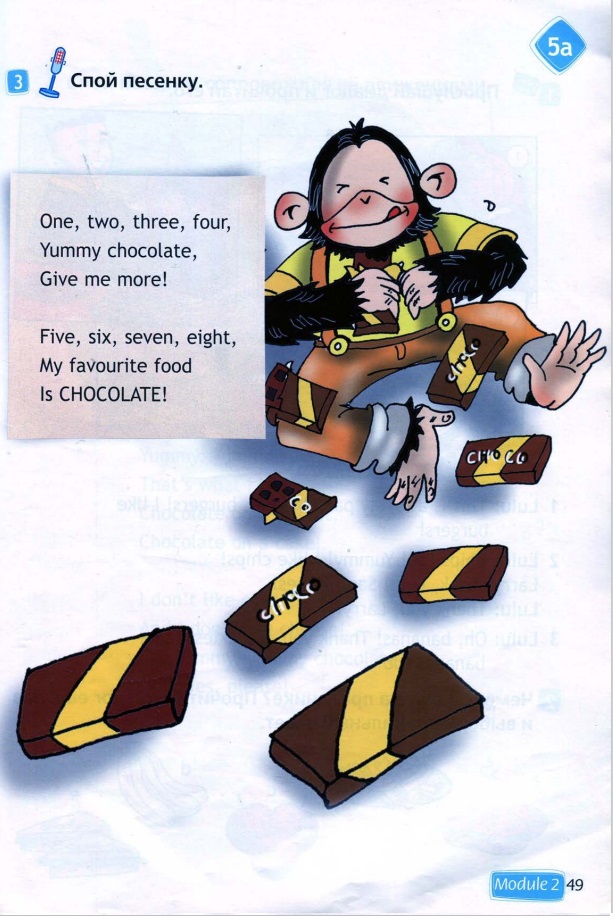 5a
3 Спой песенку.
One, two, three, four,
Yummy chocolate,
Give me more!
Five, six, seven, eight,
My favourite food
Is CHOCOLATE!
CHOCO
CHOCO
CO
CHOCO
Module 2 49